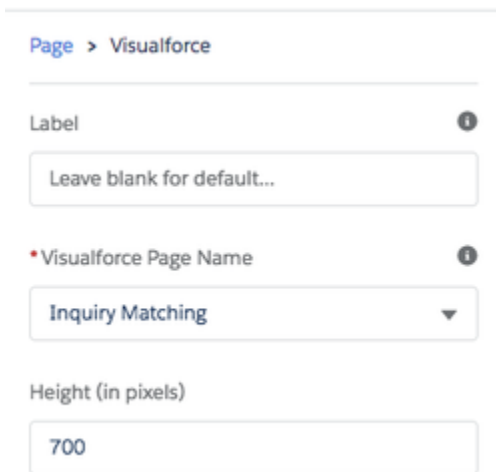 Page > Visualforce
Label
Leave blank for default...
*Visualforce Page Name
Inquiry Matching
Height (in pixels)
700